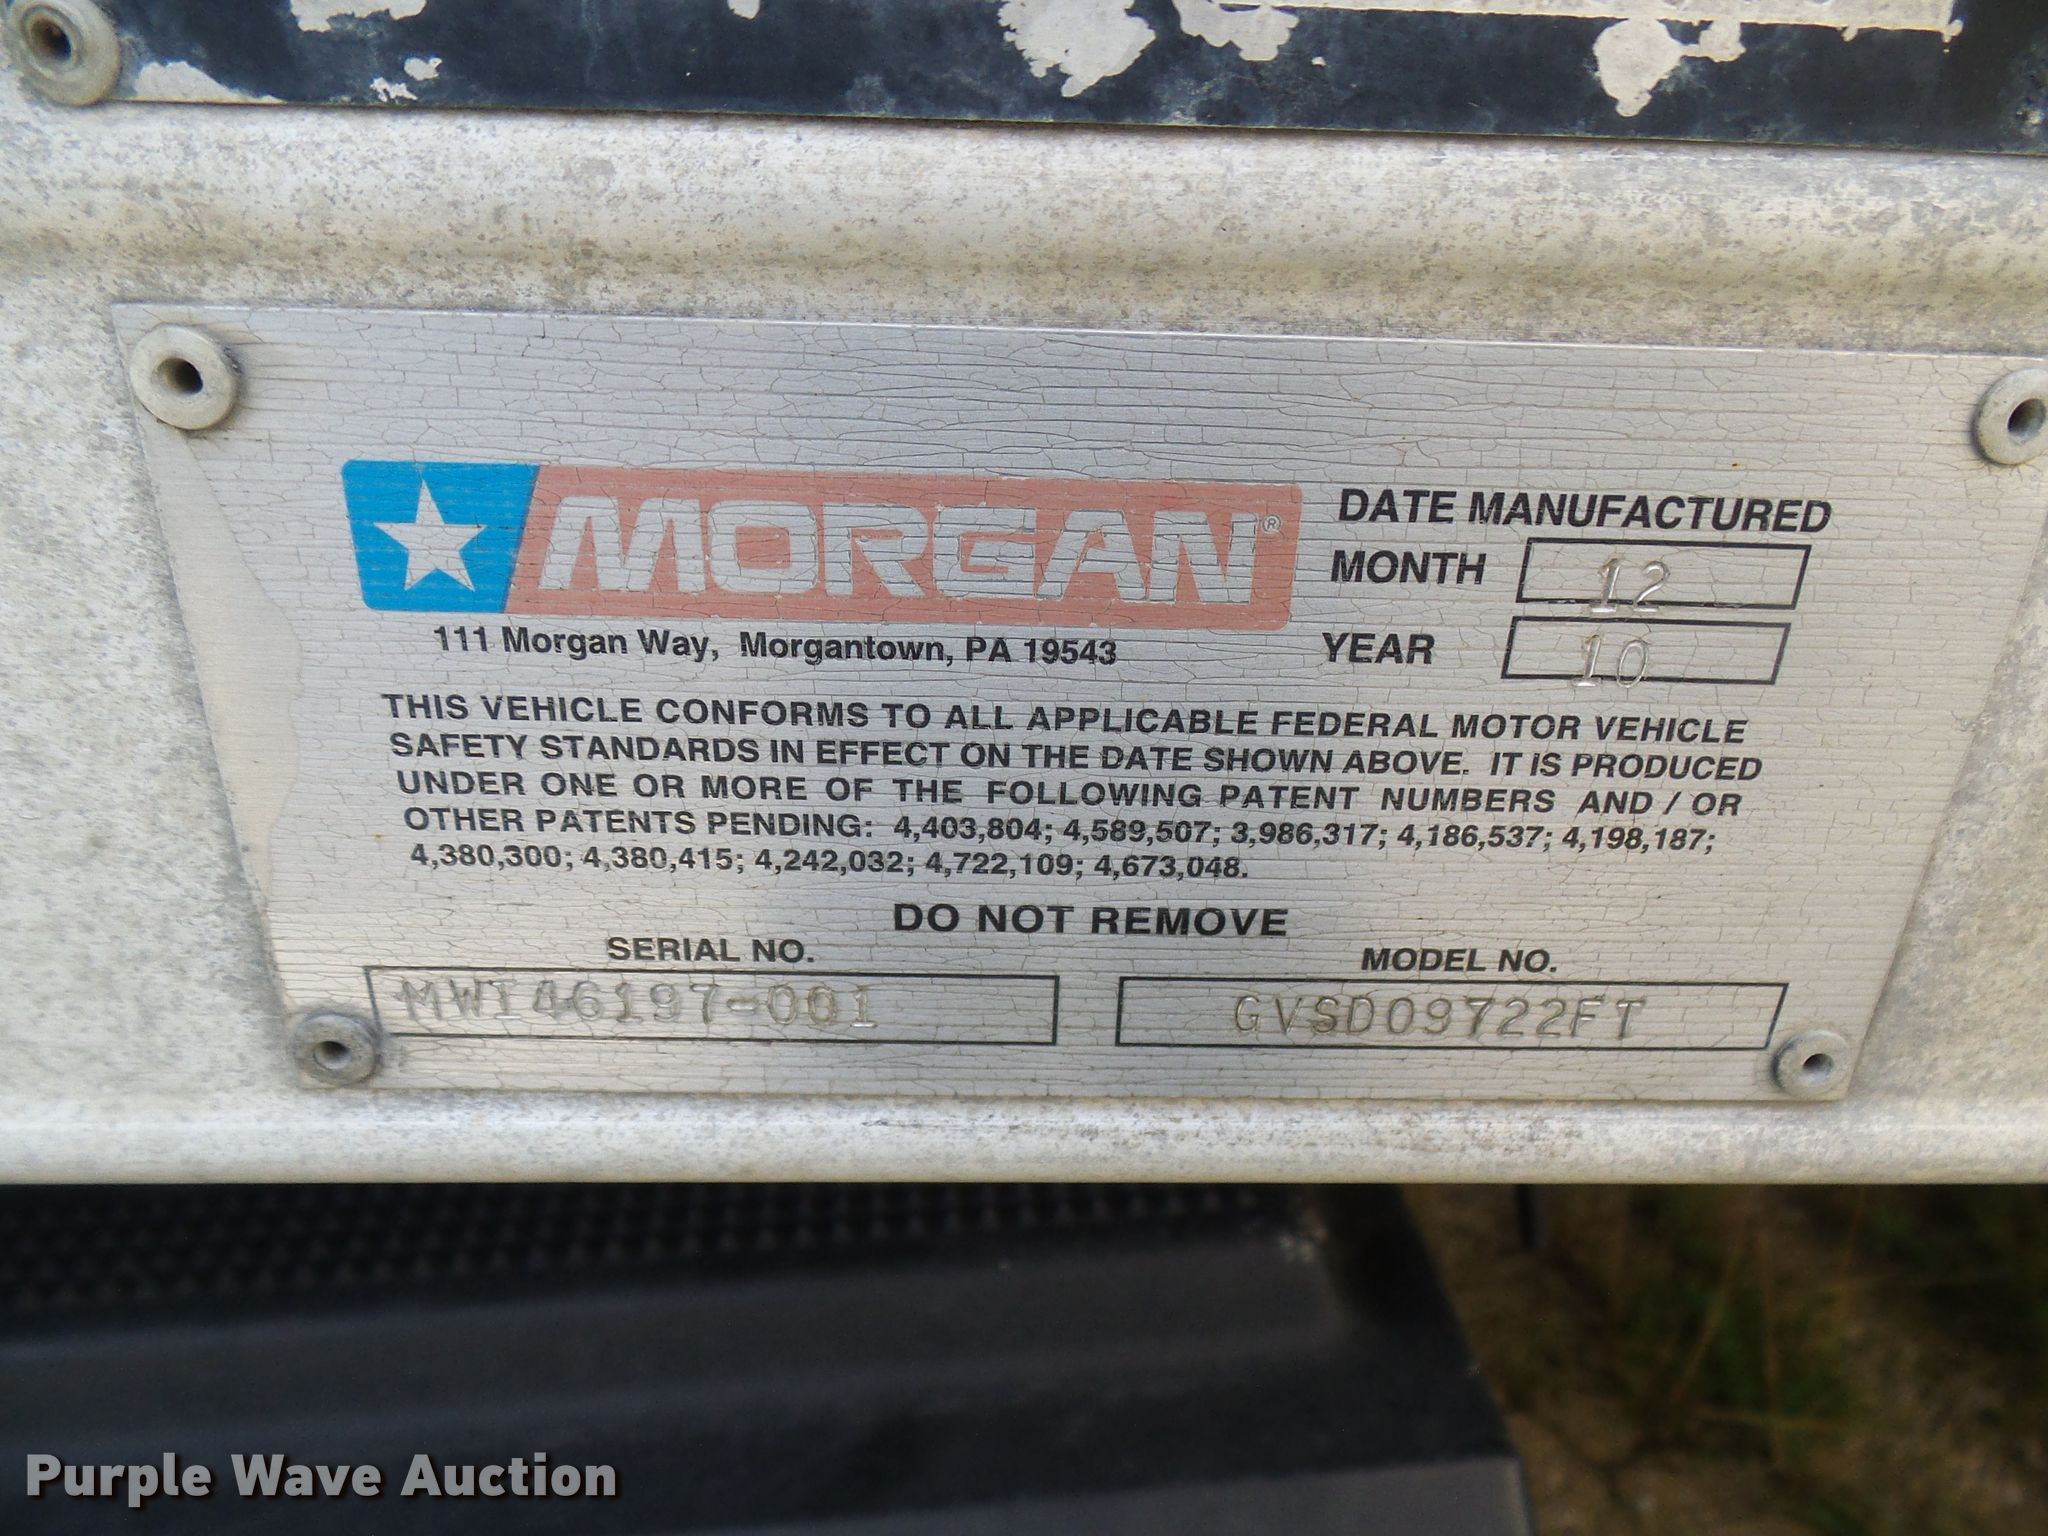 MORGAN®
111 Morgan Way, Morgantown, PA 19543
DATE MANUFACTURED
MONTH 12
YEAR 10
THIS VEHICLE CONFORMS TO ALL APPLICABLE FEDERAL MOTOR VEHICLE
SAFETY STANDARDS IN EFFECT ON THE DATE SHOWN ABOVE. IT IS PRODUCED
UNDER ONE OR MORE OF THE FOLLOWING PATENT NUMBERS AND / OR
OTHER PATENTS PENDING: 4,403,804; 4,589,507; 3,986,317; 4,186,537; 4,198,187;
4,380,300; 4,380,415; 4,242,032; 4,722,109; 4,673,048.
DO NOT REMOVE
SERIAL NO. MODEL NO.
MWI46197-001 GVSD09722FT
Purple Wave Auction